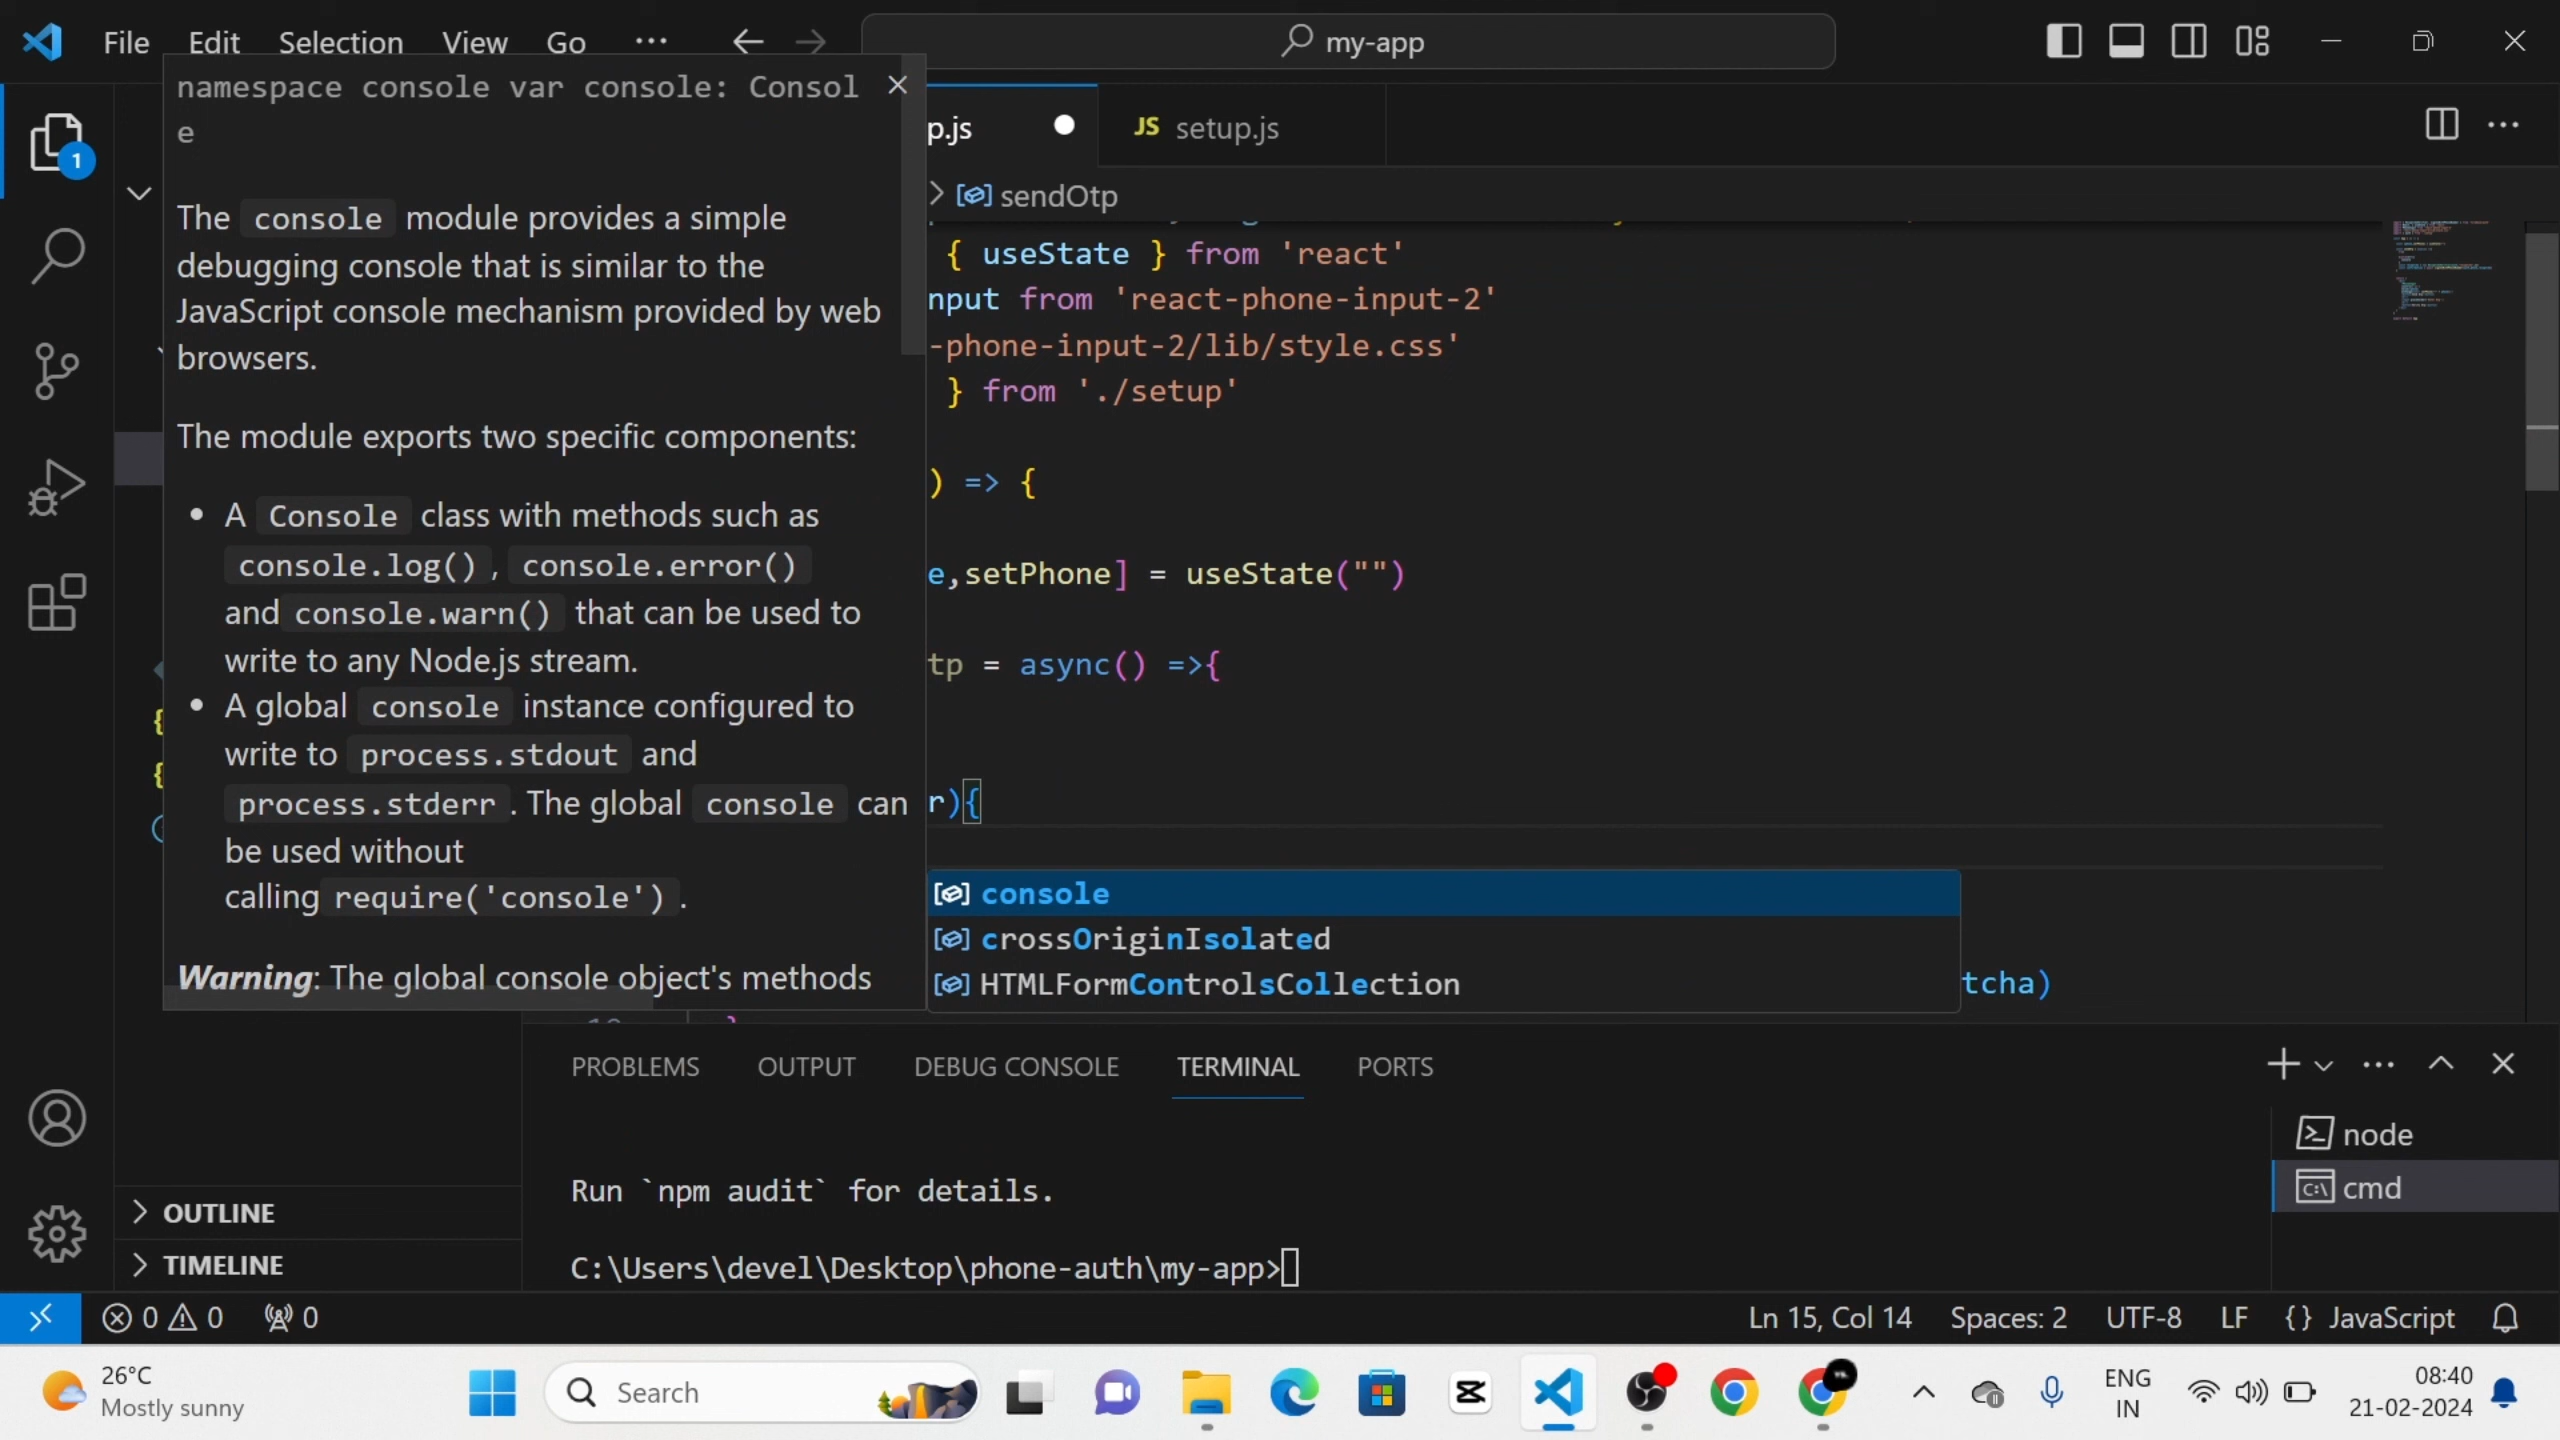 File Edit Selection View Go ··· my-app
namespace console var console: Consol
e
The console module provides a simple
debugging console that is similar to the
JavaScript console mechanism provided by web
browsers.
The module exports two specific components:
• A Console class with methods such as
console.log(), console.error()
and console.warn() that can be used to
write to any Node.js stream.
• A global console instance configured to
write to process.stdout and
process.stderr. The global console can
be used without
calling require('console').
Warning: The global console object's methods
1
p.js
JS setup.js
> sendOtp
{ useState } from 'react'
nput from 'react-phone-input-2'
-phone-input-2/lib/style.css'
} from './setup'
) => {
e,setPhone] = useState("")
tp = async() =>{
r){
console
crossOriginIsolated
HTMLFormControlsCollection
tcha)
PROBLEMS OUTPUT DEBUG CONSOLE TERMINAL PORTS
Run `npm audit` for details.
C:\Users\devel\Desktop\phone-auth\my-app>
node
cmd
OUTLINE
TIMELINE
0 0 0
Ln 15, Col 14 Spaces: 2 UTF-8 LF {} JavaScript
26°C
Mostly sunny
Search
ENG
IN
08:40
21-02-2024